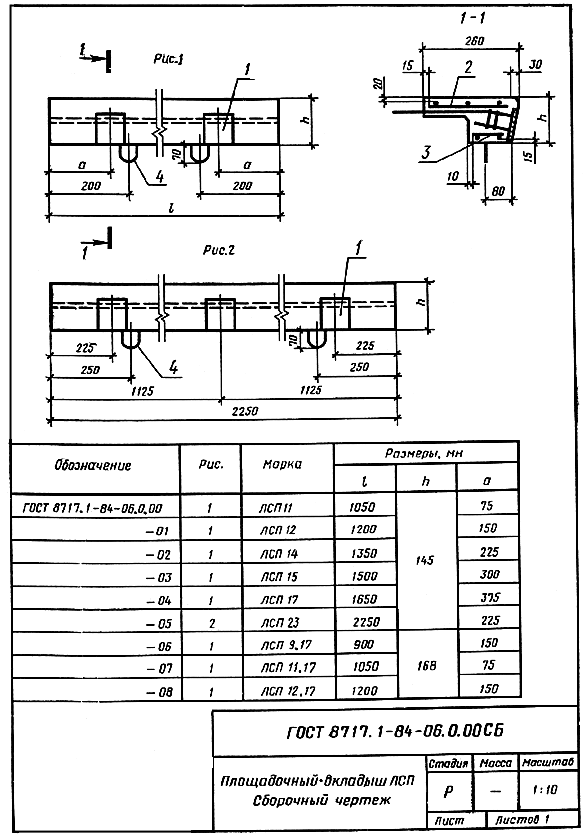 1-1
260
15
30
20
2
h
3
15
10
80
1
Рис.1
1
h
a
70
a
200
4
200
l
1
Рис.2
1
h
225
70
225
250
4
250
1125
1125
2250
Обозначение Рис. Марка Размеры, мм
l h a
ГОСТ 8717.1-84-06.0.00 1 ЛСП 11 1050 145 75
-01 1 ЛСП 12 1200 150
-02 1 ЛСП 14 1350 225
-03 1 ЛСП 15 1500 300
-04 1 ЛСП 17 1650 375
-05 2 ЛСП 23 2250 225
-06 1 ЛСП 9.17 900 168 150
-07 1 ЛСП 11.17 1050 75
-08 1 ЛСП 12.17 1200 150
ГОСТ 8717.1-84-06.0.00СБ
Площадочный вкладыш ЛСП
Сборочный чертеж
Стадия Масса Масштаб
Р — 1:10
Лист Листов 1